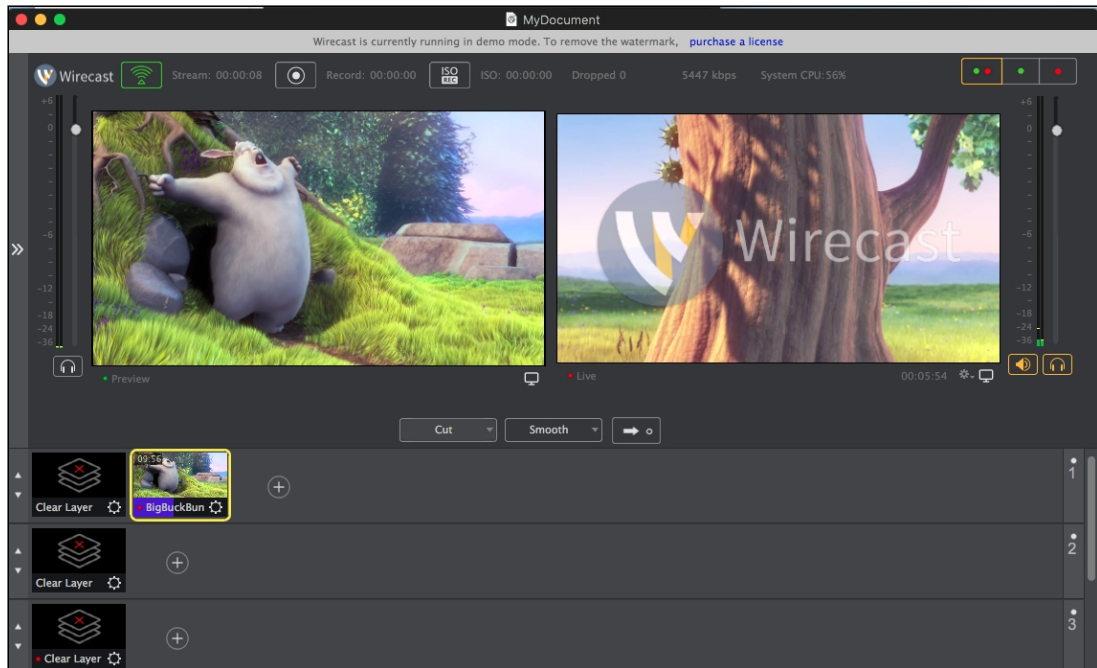 MyDocument
Wirecast is currently running in demo mode. To remove the watermark, purchase a license
Wirecast Stream: 00:00:08 Record: 00:00:00 ISO REC ISO: 00:00:00 Dropped 0 5447 kbps System CPU: 56%
+6
0
-6
-12
-18
-24
-36
Wirecast
+6
0
-6
-12
-18
-24
-36
Preview
Live 00:05:54
Cut Smooth
09:56
Clear Layer BigBuckBun
1
Clear Layer
2
Clear Layer
3